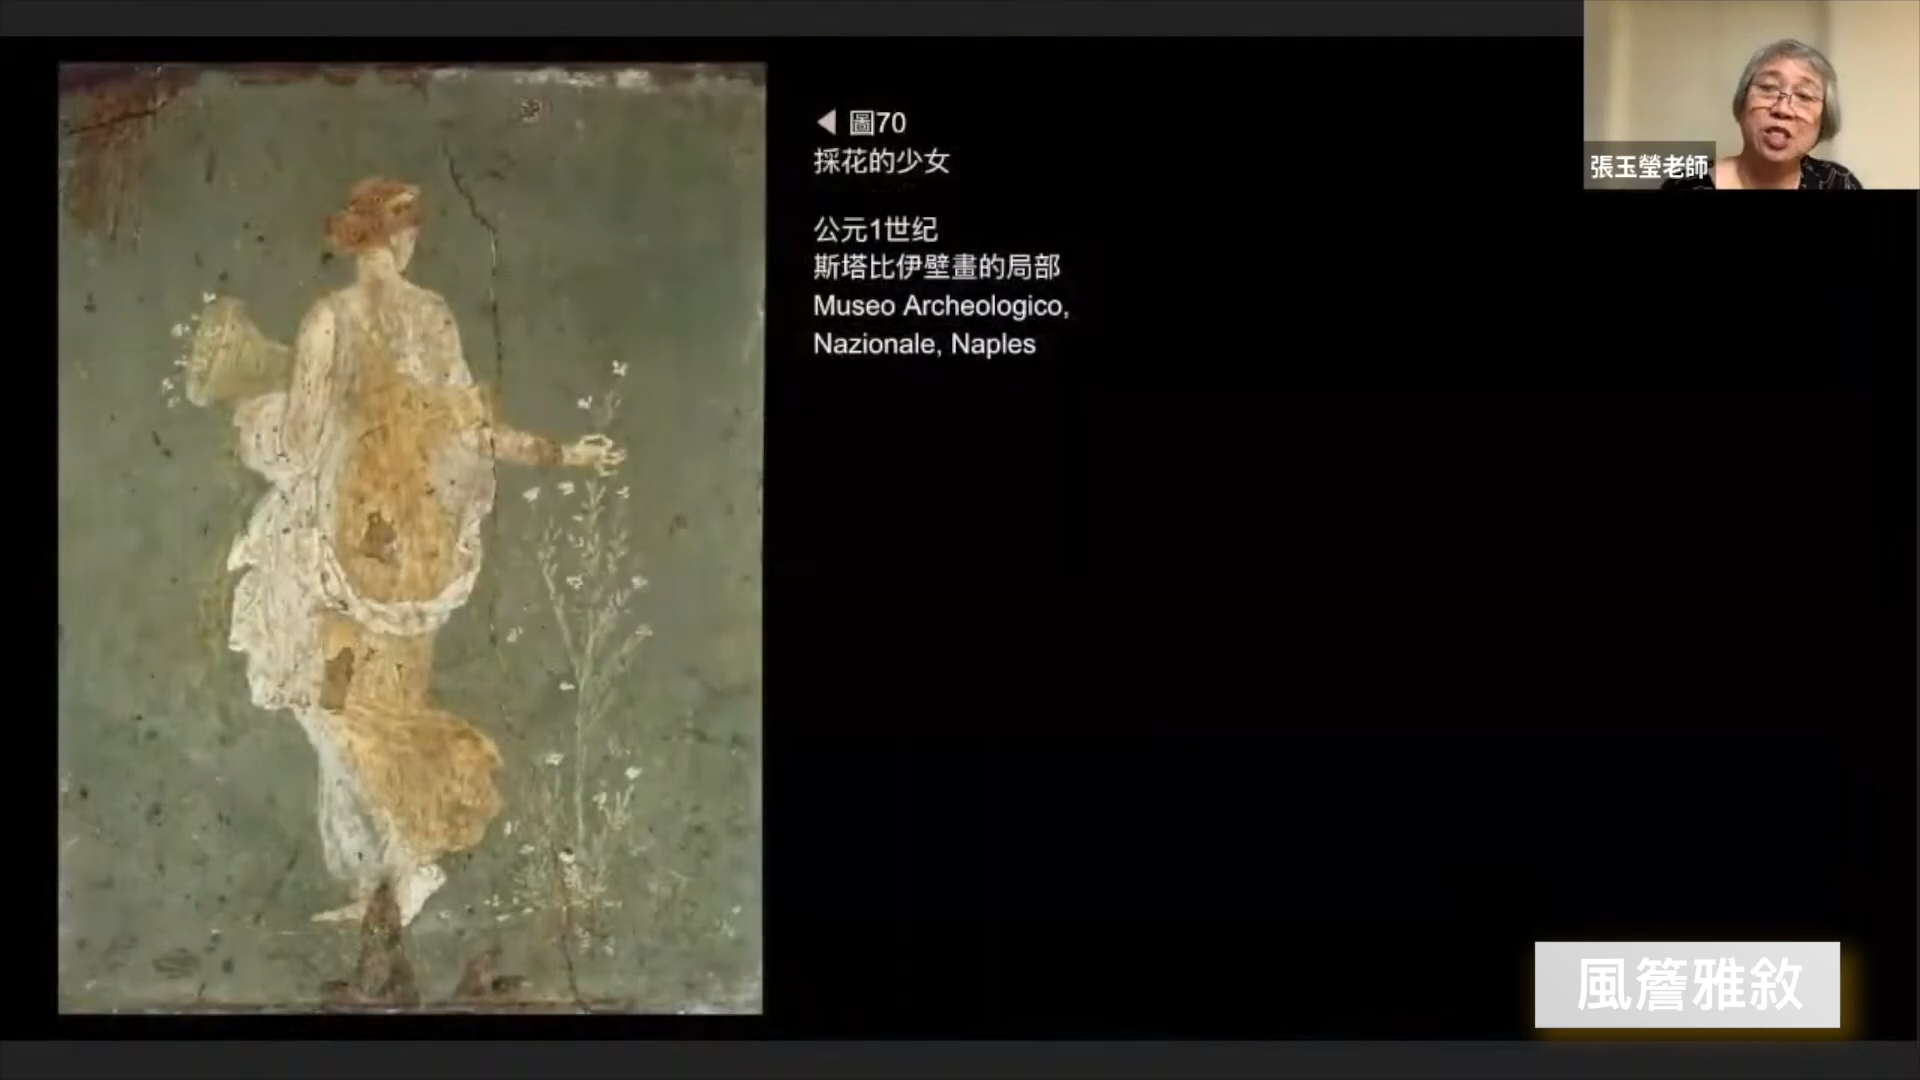 ◀ 圖70
採花的少女
公元1世纪
斯塔比伊壁畫的局部
Museo Archeologico,
Nazionale, Naples
張玉瑩老師
風簷雅敘